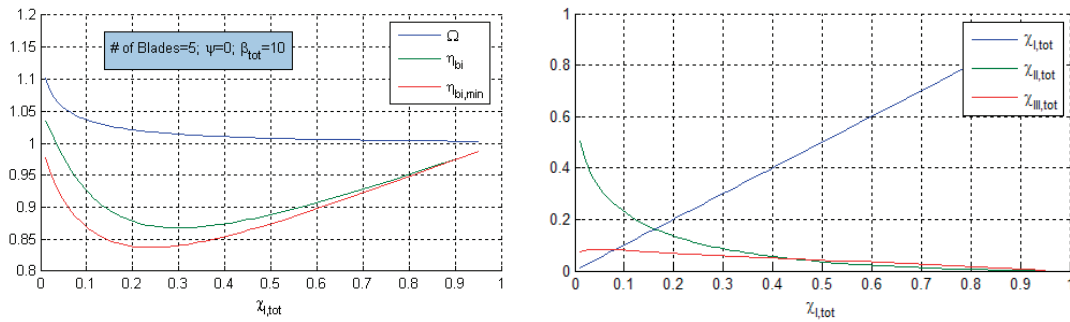 1.2
1.15
1.1
1.05
1
0.95
0.9
0.85
0.8
# of Blades=5; ψ=0; βtot=10
Ω
ηbi
ηbi,min
0 0.1 0.2 0.3 0.4 0.5 0.6 0.7 0.8 0.9 1
χI,tot
1
0.8
0.6
0.4
0.2
0
χI,tot
χII,tot
χIII,tot
0 0.1 0.2 0.3 0.4 0.5 0.6 0.7 0.8 0.9 1
χI,tot